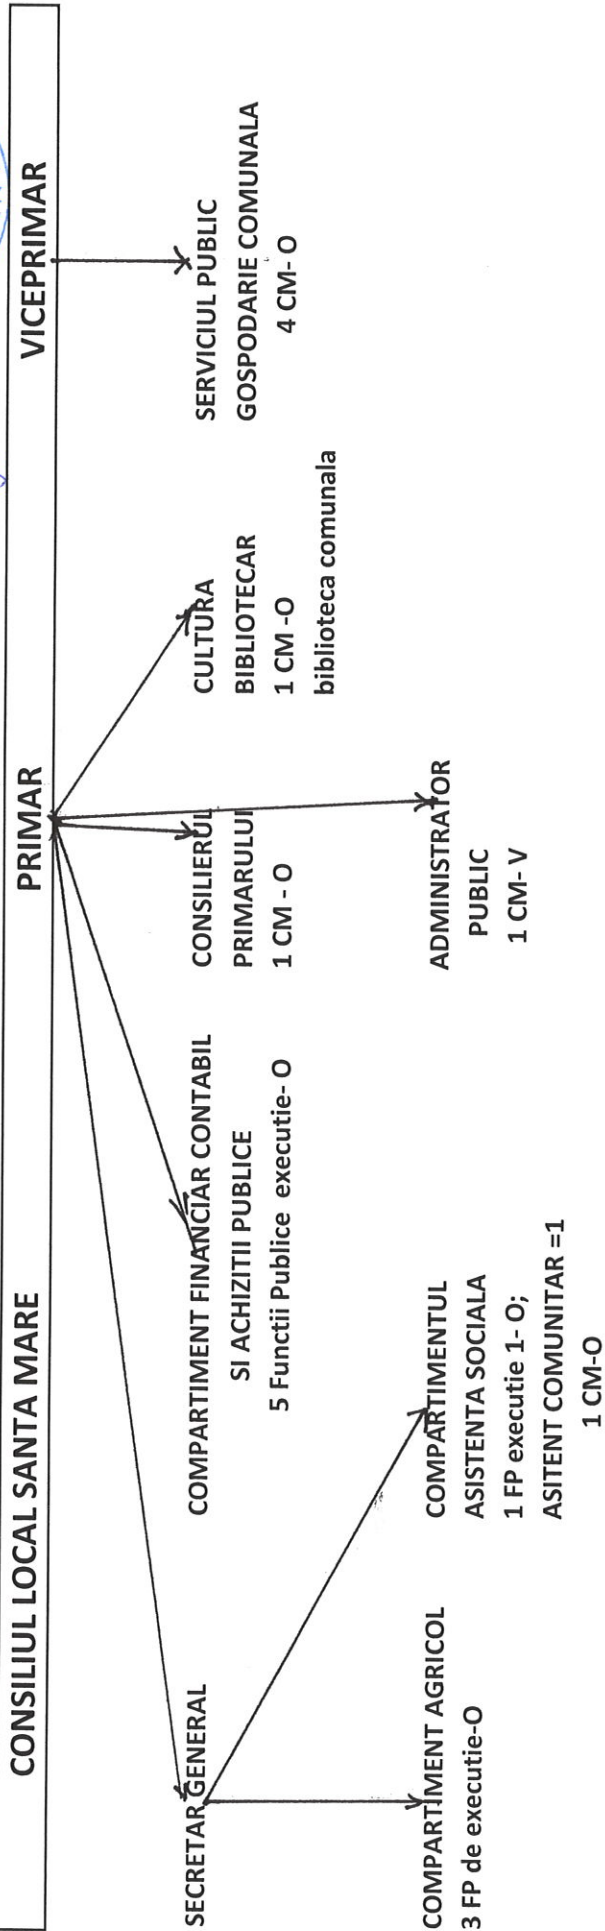 CONSILIUL LOCAL SANTA MARE PRIMAR VICEPRIMAR
SECRETAR GENERAL
COMPARTIMENT FINANCIAR CONTABIL
SI ACHIZITII PUBLICE
5 Functii Publice executie- O
CONSILIERUL
PRIMARULUI
1 CM - O
CULTURA
BIBLIOTECAR
1 CM -O
biblioteca comunala
SERVICIUL PUBLIC
GOSPODARIE COMUNALA
4 CM- O
COMPARTIMENT AGRICOL
3 FP de executie-O
COMPARTIMENTUL
ASISTENTA SOCIALA
1 FP executie 1- O;
ASITENT COMUNITAR =1
1 CM-O
ADMINISTRATOR
PUBLIC
1 CM- V